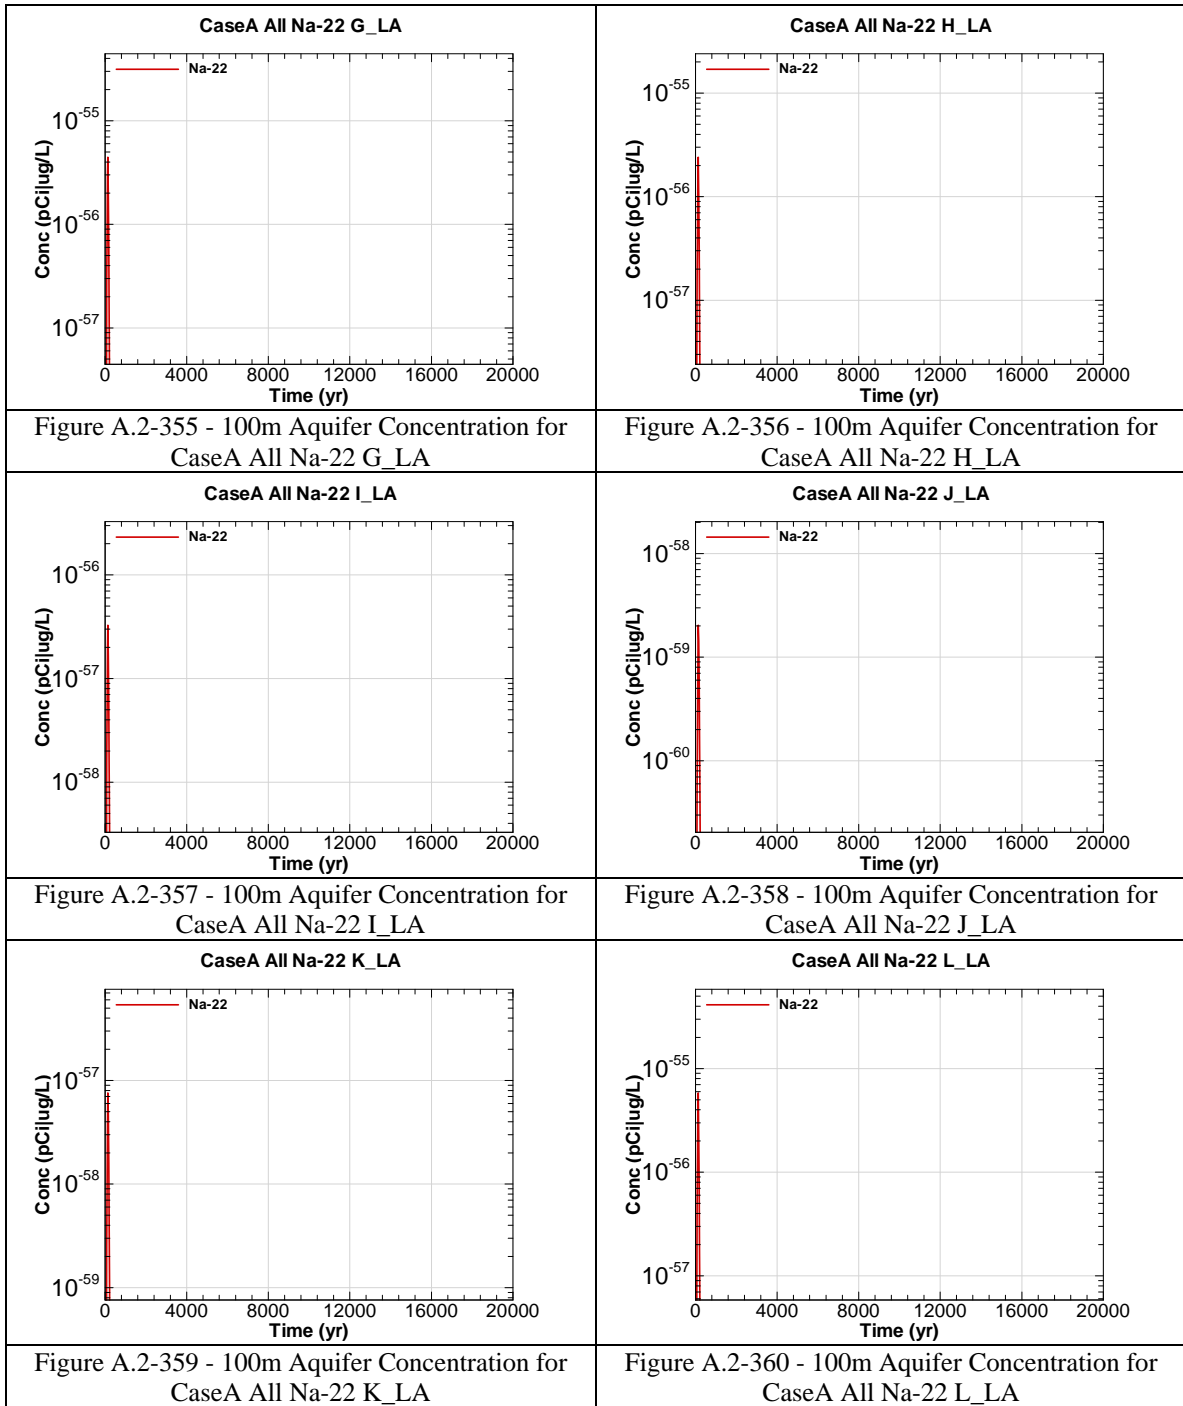 CaseA All Na-22 G_LA
Na-22
10-55
10-56
10-57
Conc (pCi|ug/L)
0 4000 8000 12000 16000 20000
Time (yr)
Figure A.2-355 - 100m Aquifer Concentration for
CaseA All Na-22 G_LA
CaseA All Na-22 H_LA
Na-22
10-55
10-56
10-57
Conc (pCi|ug/L)
0 4000 8000 12000 16000 20000
Time (yr)
Figure A.2-356 - 100m Aquifer Concentration for
CaseA All Na-22 H_LA
CaseA All Na-22 I_LA
Na-22
10-56
10-57
10-58
Conc (pCi|ug/L)
0 4000 8000 12000 16000 20000
Time (yr)
Figure A.2-357 - 100m Aquifer Concentration for
CaseA All Na-22 I_LA
CaseA All Na-22 J_LA
Na-22
10-58
10-59
10-60
Conc (pCi|ug/L)
0 4000 8000 12000 16000 20000
Time (yr)
Figure A.2-358 - 100m Aquifer Concentration for
CaseA All Na-22 J_LA
CaseA All Na-22 K_LA
Na-22
10-57
10-58
10-59
Conc (pCi|ug/L)
0 4000 8000 12000 16000 20000
Time (yr)
Figure A.2-359 - 100m Aquifer Concentration for
CaseA All Na-22 K_LA
CaseA All Na-22 L_LA
Na-22
10-55
10-56
10-57
Conc (pCi|ug/L)
0 4000 8000 12000 16000 20000
Time (yr)
Figure A.2-360 - 100m Aquifer Concentration for
CaseA All Na-22 L_LA